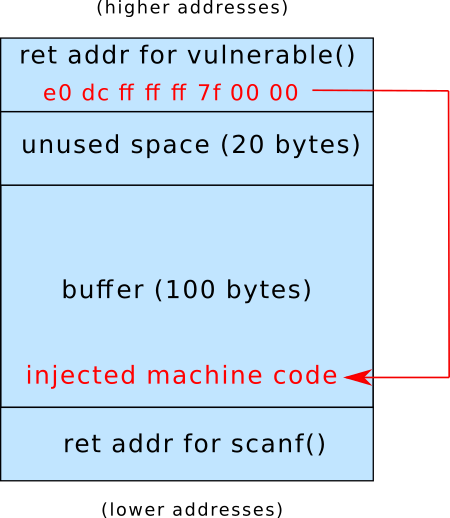 (higher addresses)
ret addr for vulnerable()
e0 dc ff ff ff 7f 00 00
unused space (20 bytes)
buffer (100 bytes)
injected machine code
ret addr for scanf()
(lower addresses)